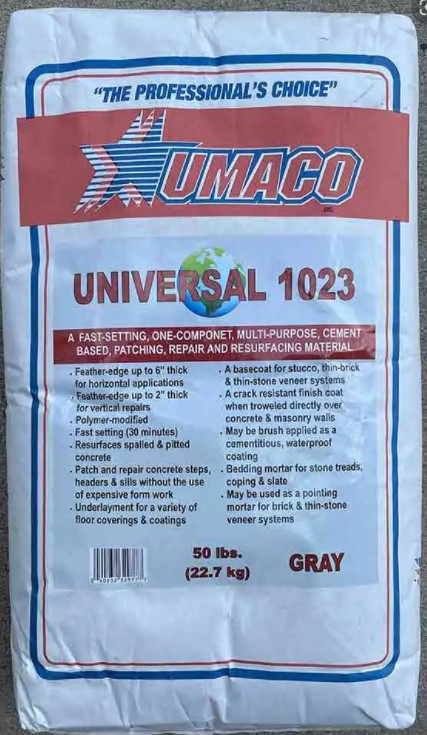 "THE PROFESSIONAL'S CHOICE"
UMACO
UNIVERSAL 1023
A FAST-SETTING, ONE-COMPONET, MULTI-PURPOSE, CEMENT
BASED, PATCHING, REPAIR AND RESURFACING MATERIAL
. Feather-edge up to 6" thick
for horizontal applications
. Feather-edge up to 2" thick
for vertical repairs
. Polymer-modified
. Fast setting (30 minutes)
. Resurfaces spalled & pitted
concrete
. Patch and repair concrete steps,
headers & sills without the use
of expensive form work
. Underlayment for a variety of
floor coverings & coatings
. A basecoat for stucco, thin-brick
& thin-stone veneer systems
. A crack resistant finish coat
when troweled directly over
concrete & masonry walls
. May be brush applied as a
cementitious, waterproof
coating
. Bedding mortar for stone treads,
coping & slate
. May be used as a pointing
mortar for brick & thin-stone
veneer systems
50 lbs.
(22.7 kg)
GRAY